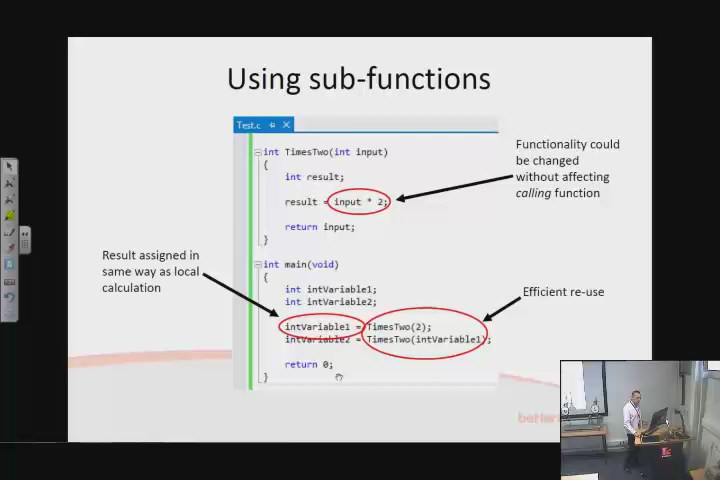 Using sub-functions
Test.c
int TimesTwo(int input)
{
int result;
result = input * 2;
return input;
}
int main(void)
{
int intVariable1;
int intVariable2;
intVariable1 = TimesTwo(2);
intVariable2 = TimesTwo(intVariable1);
return 0;
}
Functionality could
be changed
without affecting
calling function
Result assigned in
same way as local
calculation
Efficient re-use